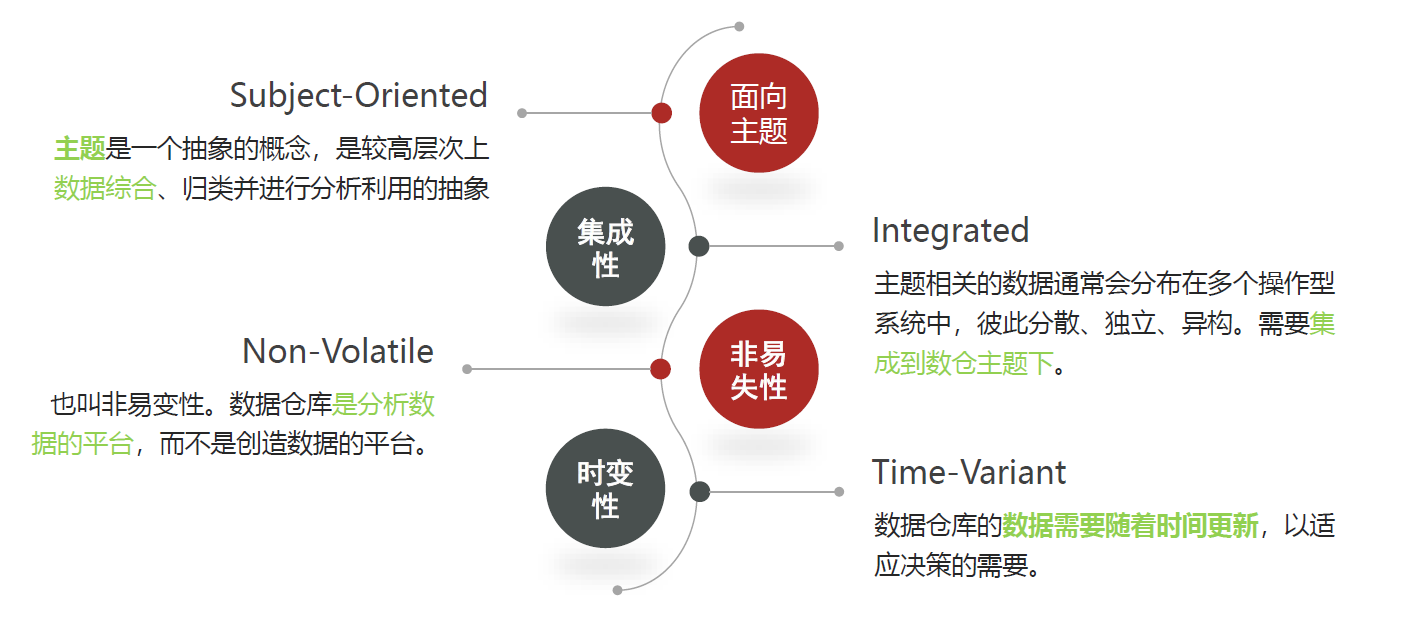 Subject-Oriented
主题是一个抽象的概念，是较高层次上
数据综合、归类并进行分析利用的抽象
面向
主题
集成
性
Integrated
主题相关的数据通常会分布在多个操作型
系统中，彼此分散、独立、异构。需要集
成到数仓主题下。
Non-Volatile
也叫非易变性。数据仓库是分析数
据的平台，而不是创造数据的平台。
非易
失性
时变
性
Time-Variant
数据仓库的数据需要随着时间更新，以适
应决策的需要。